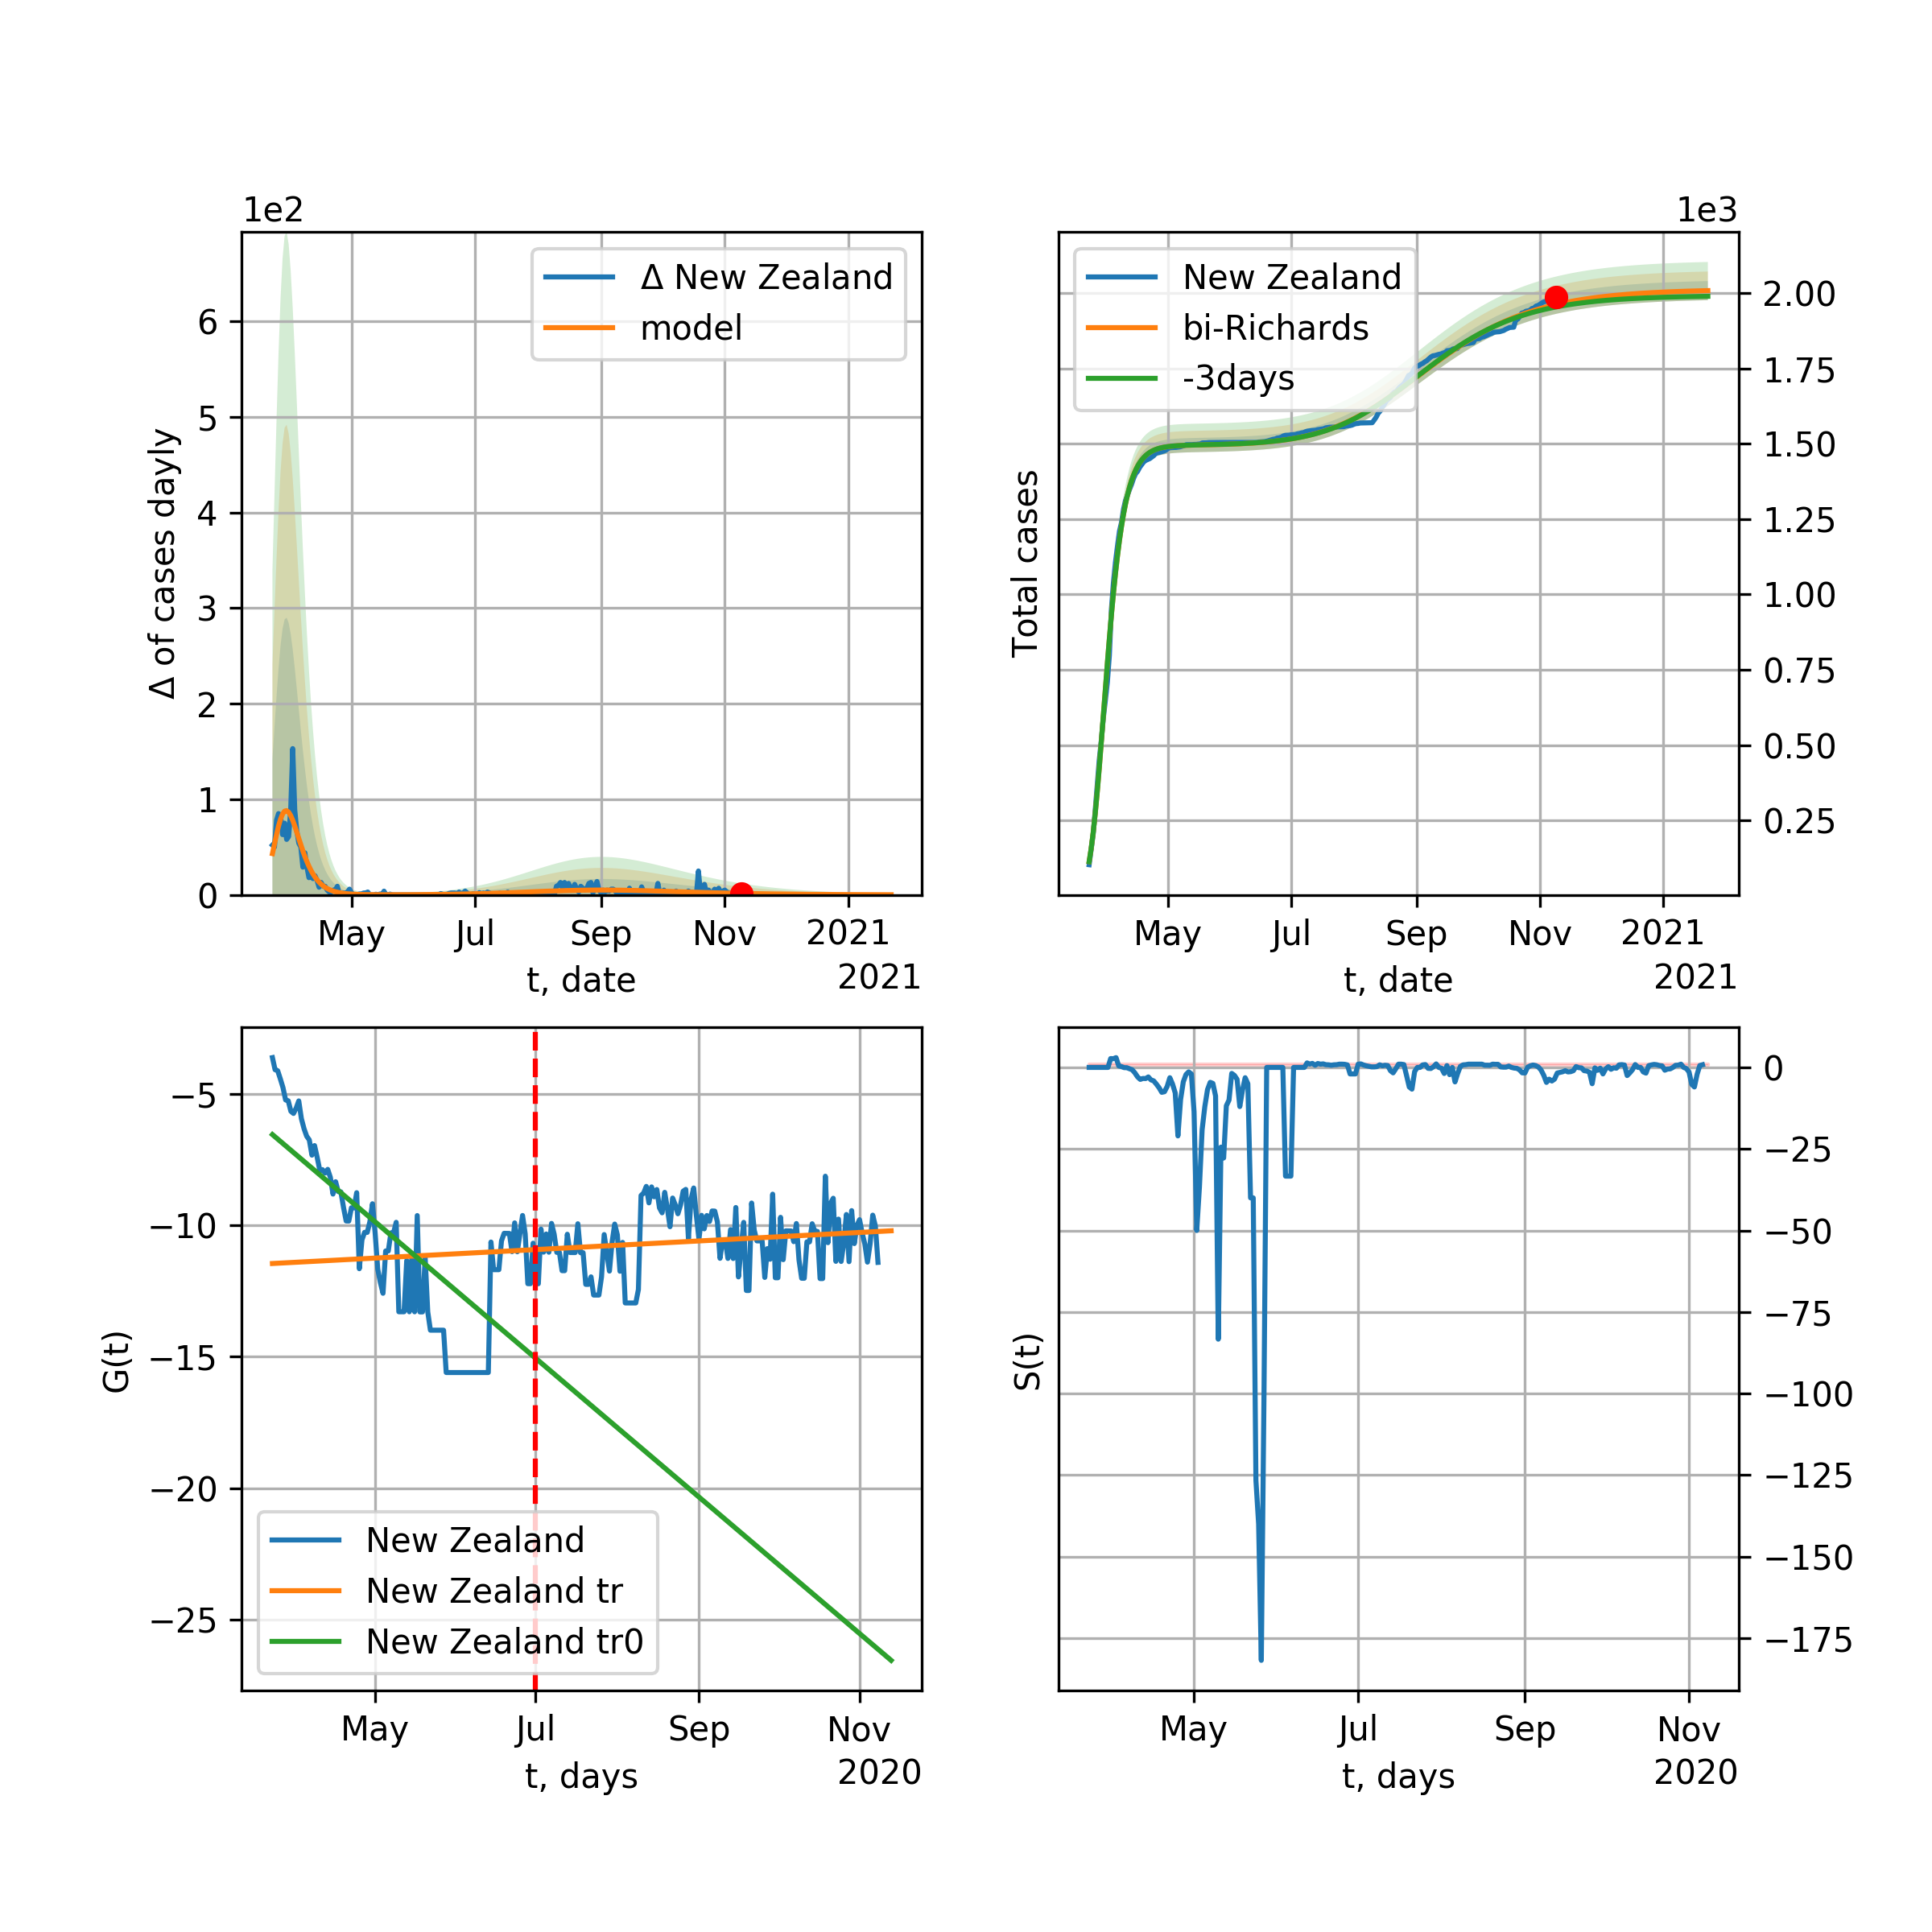 1e2
Δ of cases dayly
6
5
4
3
2
1
0
Δ New Zealand
model
May
Jul
Sep
Nov
2021
t, date
2021
1e3
Total cases
New Zealand
bi-Richards
-3days
2.00
1.75
1.50
1.25
1.00
0.75
0.50
0.25
May
Jul
Sep
Nov
2021
t, date
2021
G(t)
−5
−10
−15
−20
−25
New Zealand
New Zealand tr
New Zealand tr0
May
Jul
Sep
Nov
t, days
2020
S(t)
0
−25
−50
−75
−100
−125
−150
−175
May
Jul
Sep
Nov
t, days
2020